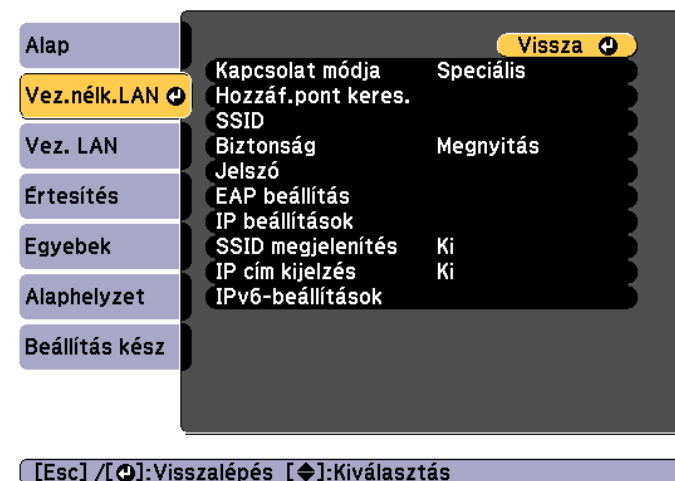 Alap
Vez.nélk.LAN
Vez. LAN
Értesítés
Egyebek
Alaphelyzet
Beállítás kész
Vissza
Kapcsolat módja Speciális
Hozzáf.pont keres.
SSID
Biztonság Megnyitás
Jelszó
EAP beállítás
IP beállítások
SSID megjelenítés Ki
IP cím kijelzés Ki
IPv6-beállítások
[Esc] /[⏎]:Visszalépés [◆]:Kiválasztás